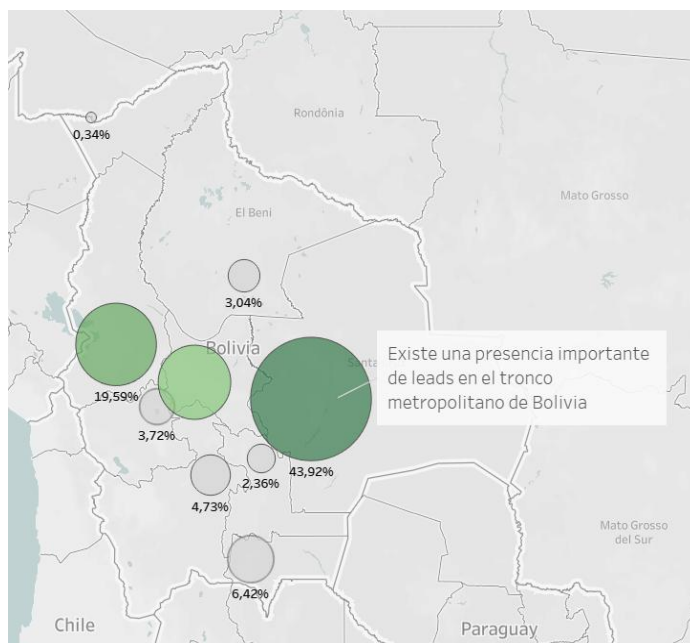 Rondônia
0,34%
Mato Grosso
El Beni
3,04%
Bolivia
Santa
Existe una presencia importante
de leads en el tronco
metropolitano de Bolivia
19,59%
3,72%
2,36%
43,92%
4,73%
Mato Grosso
del Sur
6,42%
Chile
Paraguay